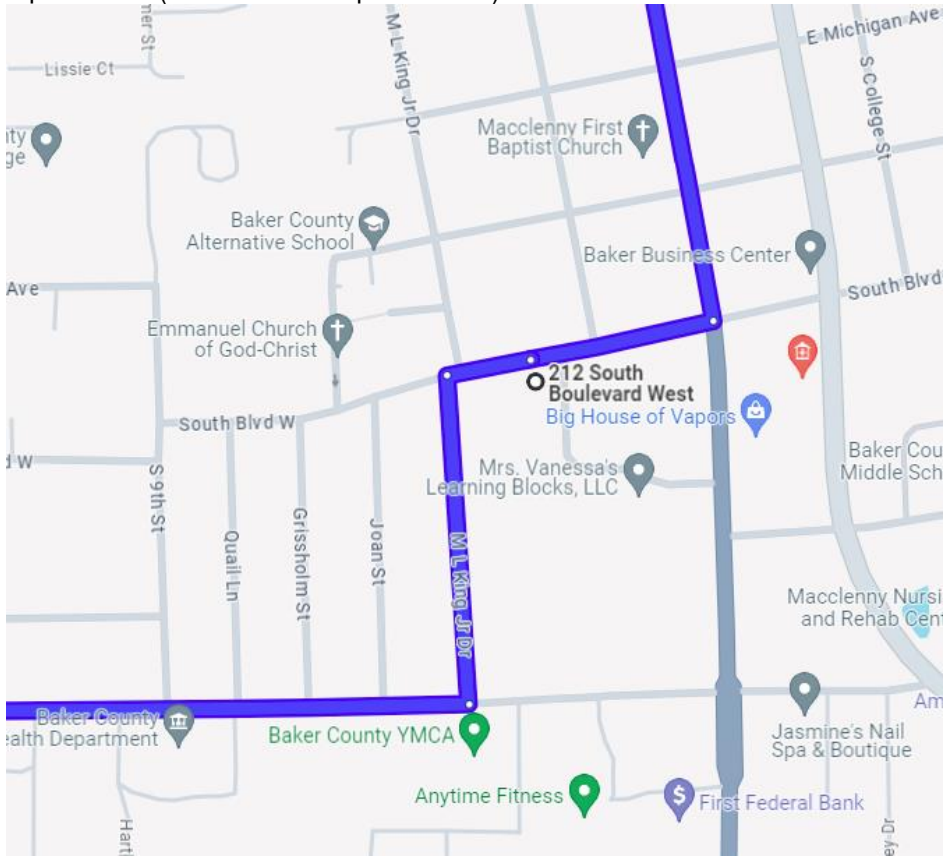 Lissie Ct
M L King Jr Dr
E Michigan Ave
S College St
Macclenny First
Baptist Church
Baker County
Alternative School
Baker Business Center
Ave
South Blvd
Emmanuel Church
of God-Christ
212 South
Boulevard West
Big House of Vapors
South Blvd W
Mrs. Vanessa's
Learning Blocks, LLC
Baker Cou
Middle Sch
d W
S 9th St
Quail Ln
Grissholm St
Joan St
M L King Jr Dr
Macclenny Nursi
and Rehab Cent
Baker County
ealth Department
Baker County YMCA
Am
Jasmine's Nail
Spa & Boutique
Anytime Fitness
$ First Federal Bank
Hartl
ey Dr